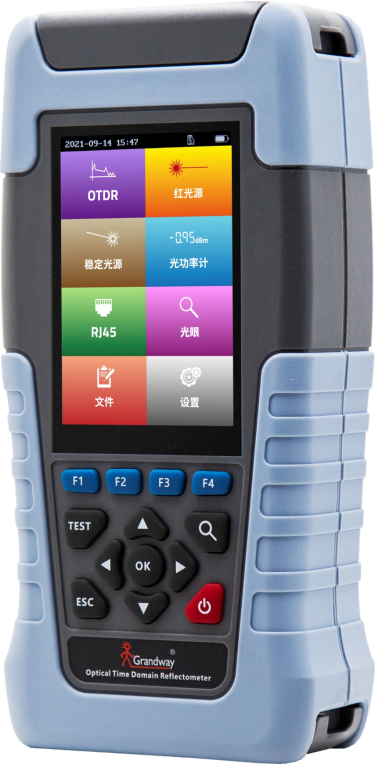 2021-09-14 15:47
OTDR
红光源
稳定光源
-0.95dBm
光功率计
RJ45
光眼
文件
设置
F1 F2 F3 F4
TEST
OK
ESC
Grandway®
Optical Time Domain Reflectometer